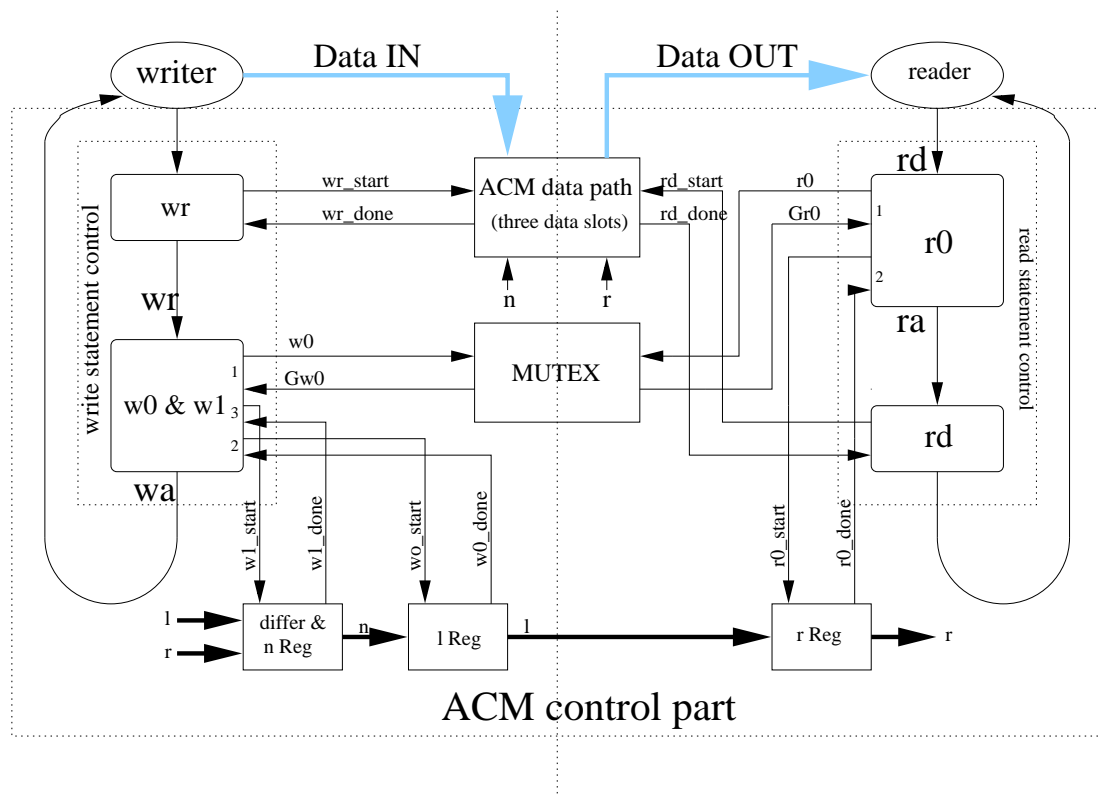 Data IN
Data OUT
writer
reader
wr
wr_start
wr_done
ACM data path
(three data slots)
rd_start
rd_done
r0
Gr0
rd
1
r0
2
ra
write statement control
read statement control
n
r
wr
w0
Gw0
MUTEX
1
w0 & w1
3
2
wa
rd
w1_start
w1_done
wo_start
w0_done
r0_start
r0_done
l
r
differ &
n Reg
n
l Reg
l
r Reg
r
ACM control part